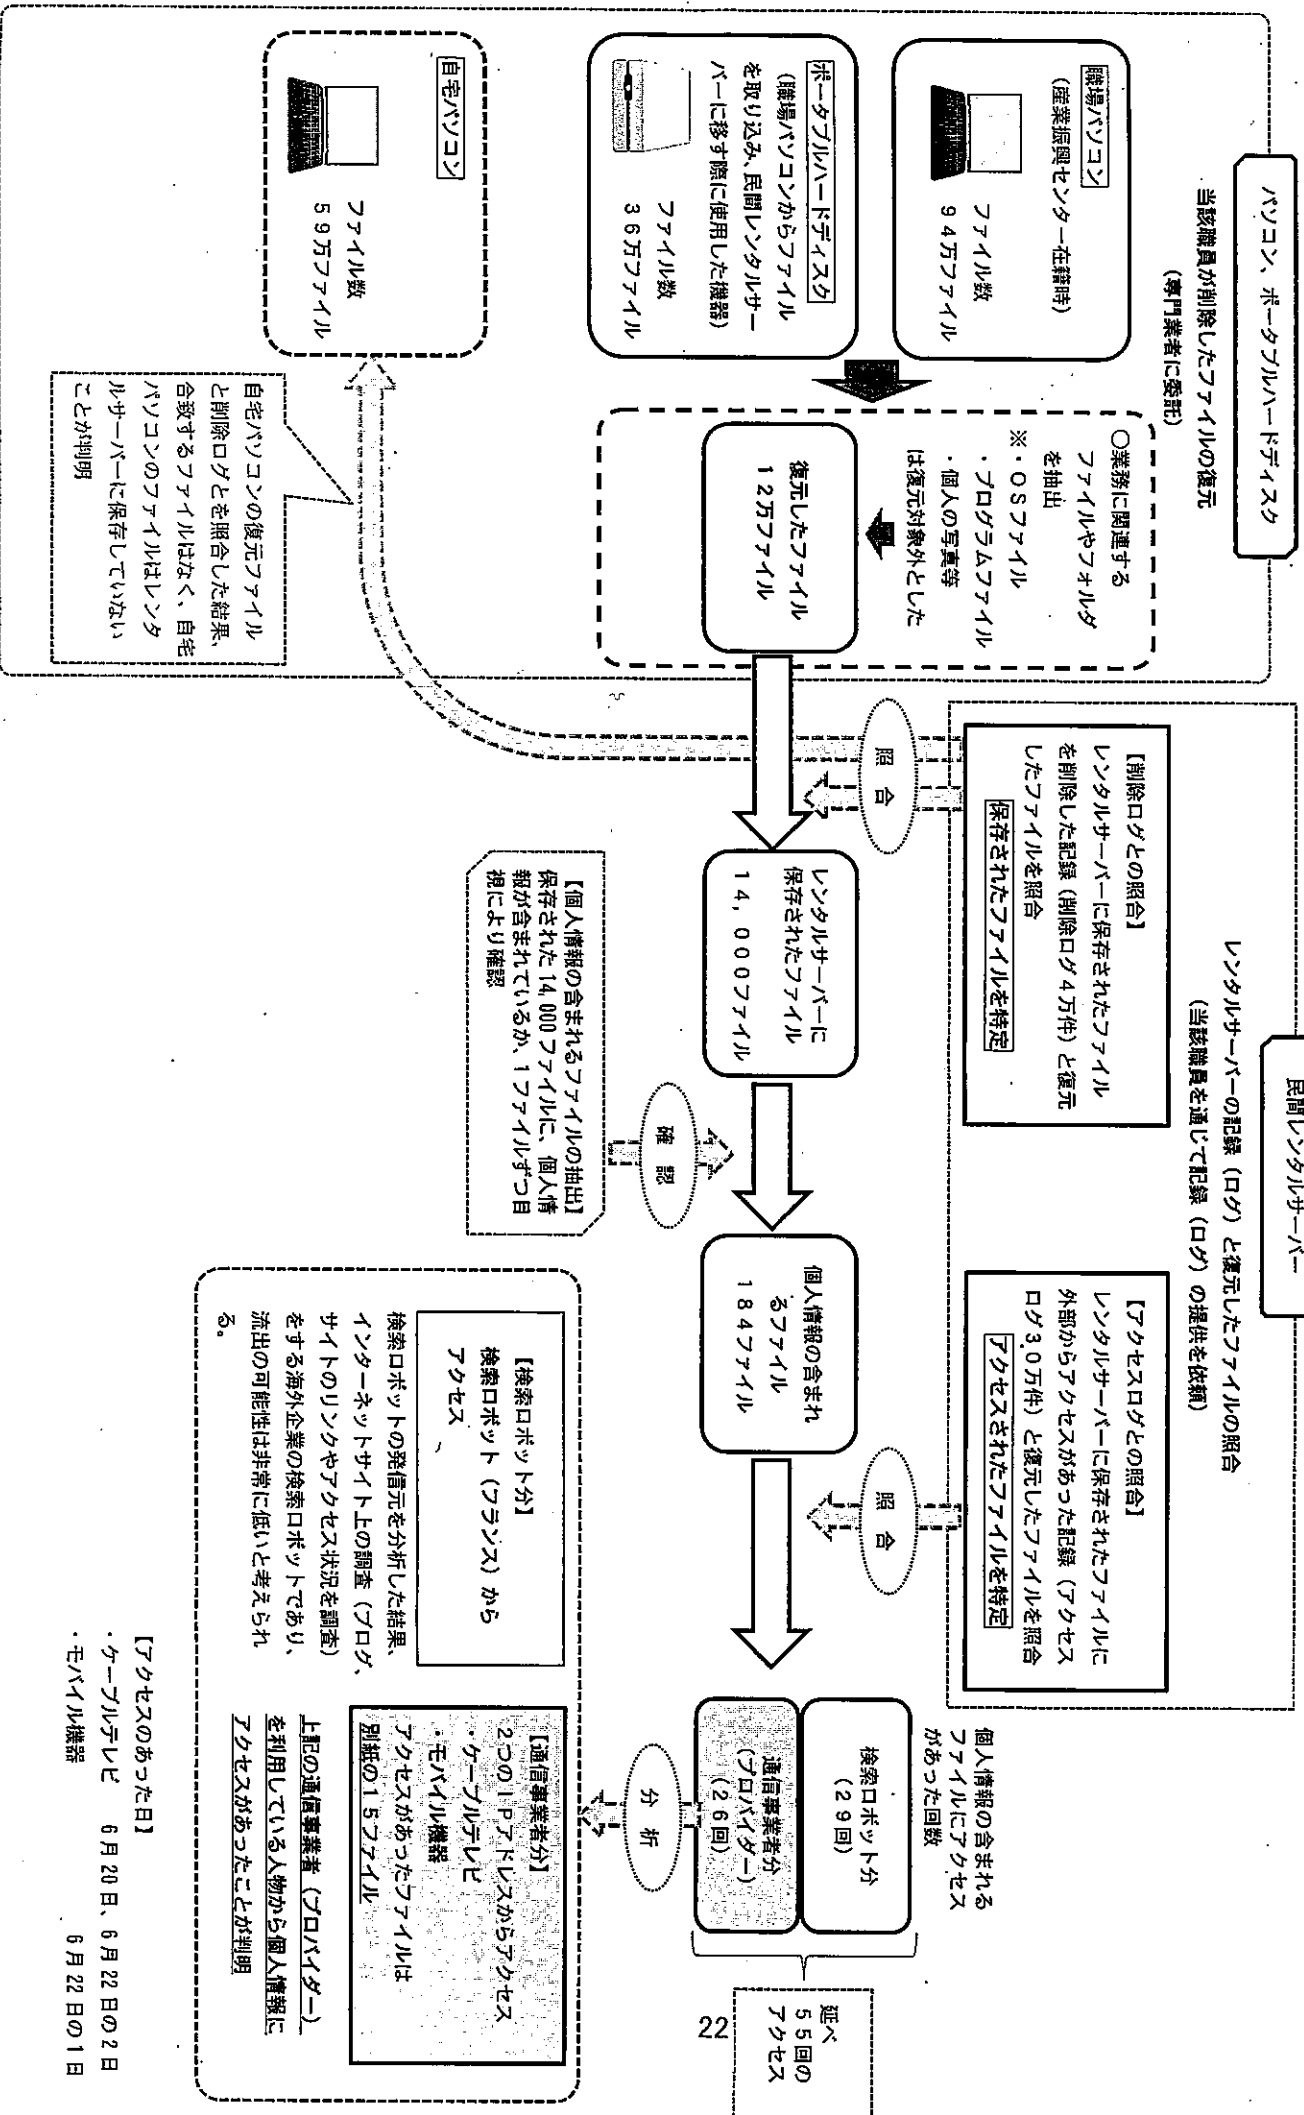 パソコン、ポータブルハードディスク
当該職員が削除したファイルの復元
(専門業者に委託)
職場パソコン
(産業振興センター在籍時)
ファイル数
94万ファイル
ポータブルハードディスク
(職場パソコンからファイル
を取り込み、民間レンタルサー
バーに移す際に使用した機器)
ファイル数
36万ファイル
自宅パソコン
ファイル数
59万ファイル
〇業務に関連する
ファイルやフォルダ
を抽出
※・OSファイル
・プログラムファイル
・個人の写真等
は復元対象外とした
復元したファイル
12万ファイル
自宅パソコンの復元ファイル
と削除ログとを照合した結果、
合致するファイルはなく、自宅
パソコンのファイルはレンタ
ルサーバーに保存していない
ことが判明
民間レンタルサーバー
レンタルサーバーの記録(ログ)と復元したファイルの照合
(当該職員を通じて記録(ログ)の提供を依頼)
【削除ログとの照合】
レンタルサーバーに保存されたファイル
を削除した記録(削除ログ4万件)と復元
したファイルを照合
保存されたファイルを特定
照合
レンタルサーバーに
保存されたファイル
14,000ファイル
【個人情報の含まれるファイルの抽出】
保存された14,000ファイルに、個人情
報が含まれているか、1ファイルずつ目
視により確認
確認
個人情報の含まれ
るファイル
184ファイル
【アクセスログとの照合】
レンタルサーバーに保存されたファイルに
外部からアクセスがあった記録(アクセス
ログ30万件)と復元したファイルを照合
アクセスされたファイルを特定
照合
個人情報の含まれる
ファイルにアクセス
があった回数
検索ロボット分
(29回)
通信事業者分
(プロバイダー)
(26回)
延べ
55回の
アクセス
分析
【検索ロボット分】
検索ロボット(フランス)から
アクセス
検索ロボットの発信元を分析した結果、
インターネットサイト上の調査(ブログ、
サイトのリンクやアクセス状況を調査)
をする海外企業の検索ロボットであり、
流出の可能性は非常に低いと考えられ
る。
【通信事業者分】
2つのIPアドレスからアクセス
・ケーブルテレビ
・モバイル機器
アクセスがあったファイルは
別紙の15ファイル
上記の通信事業者(プロバイダー)
を利用している人物から個人情報に
アクセスがあったことが判明
【アクセスのあった日】
・ケーブルテレビ 6月20日、6月22日の2日
・モバイル機器 6月22日の1日
22